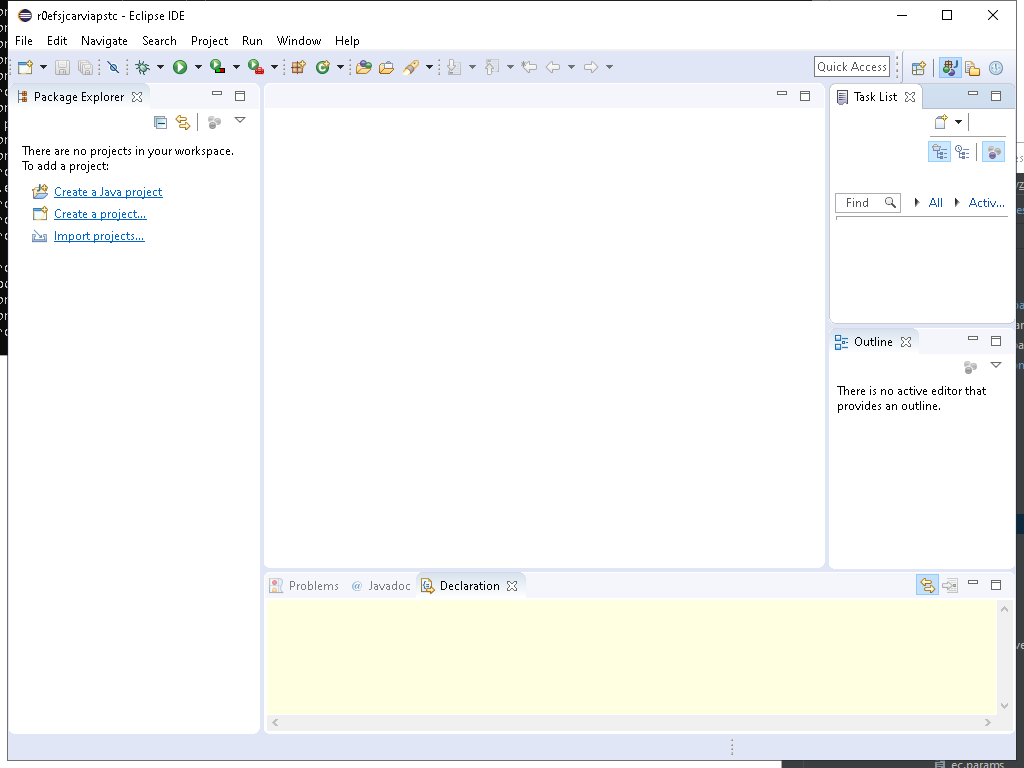 r0efsjcarviapstc - Eclipse IDE
File Edit Navigate Search Project Run Window Help
Quick Access
Package Explorer
There are no projects in your workspace.
To add a project:
Create a Java project
Create a project...
Import projects...
Task List
Find All Activ...
Outline
There is no active editor that
provides an outline.
Problems @ Javadoc Declaration
ec.params